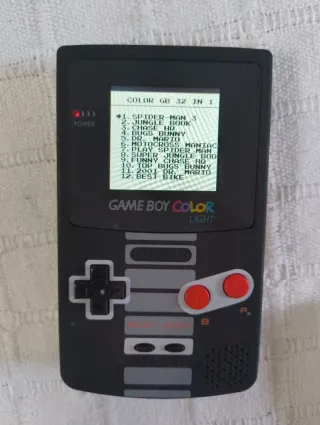 COLOR GB 32 IN 1
1.SPIDER-MAN 3
2.JUNGLE BOOK
3.CHASE HQ
4.BUGS BUNNY
5.DR. MARIO
6.MOTOCROSS MANIAC
7.PLAY SPIDER MAN
8.SUPER JUNGLE BOO
9.FUNNY CHASE HQ
10.TOP BUGS BUNNY
11.2001 DR. MARIO
12.BEST BIKE
POWER
GAME BOY COLOR
LIGHT
B
A